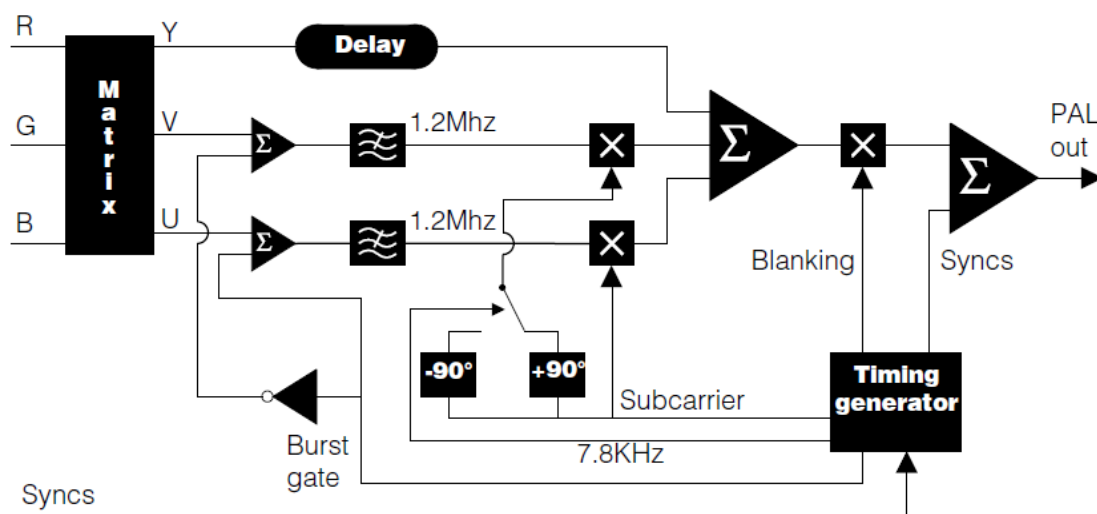 R
Y
Delay
Matrix
G
V
Σ
1.2Mhz
×
Σ
×
Σ
PAL
out
B
U
Σ
1.2Mhz
×
Blanking
Syncs
-90°
+90°
Timing
generator
Subcarrier
7.8KHz
Burst
gate
Syncs